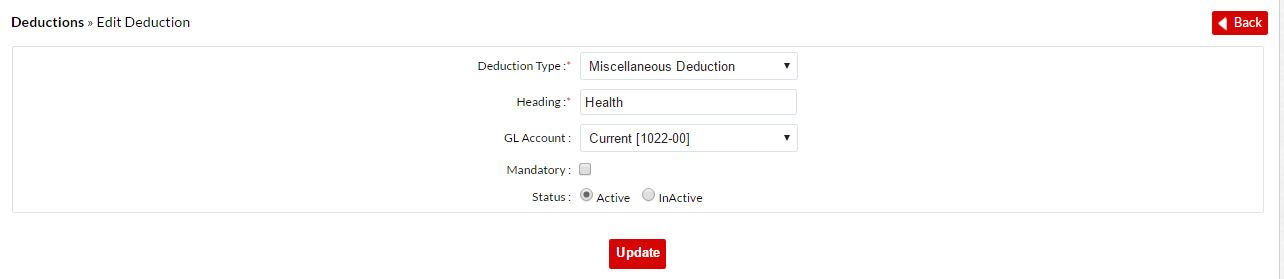 Deductions » Edit Deduction
Back
Deduction Type :* Miscellaneous Deduction
Heading :* Health
GL Account : Current [1022-00]
Mandatory :
Status : Active InActive
Update